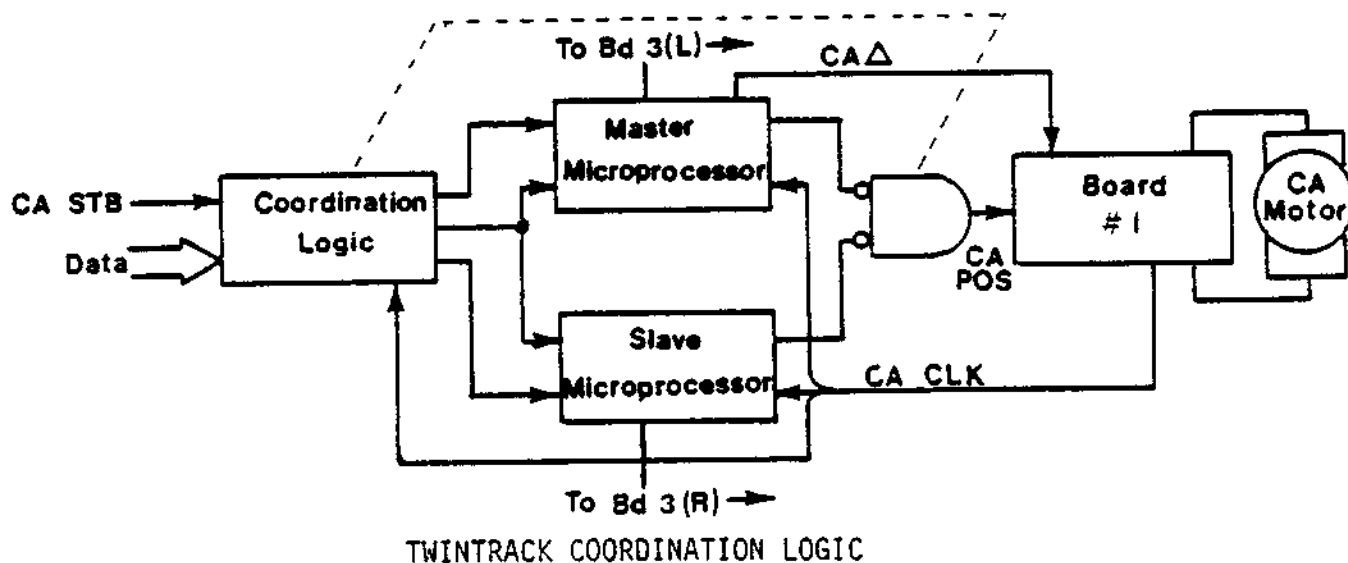 To Bd 3(L)
CA △
Master
Microprocessor
CA STB
Data
Coordination
Logic
Board
#1
CA
Motor
CA
POS
Slave
Microprocessor
CA CLK
To Bd 3(R)
TWINTRACK COORDINATION LOGIC